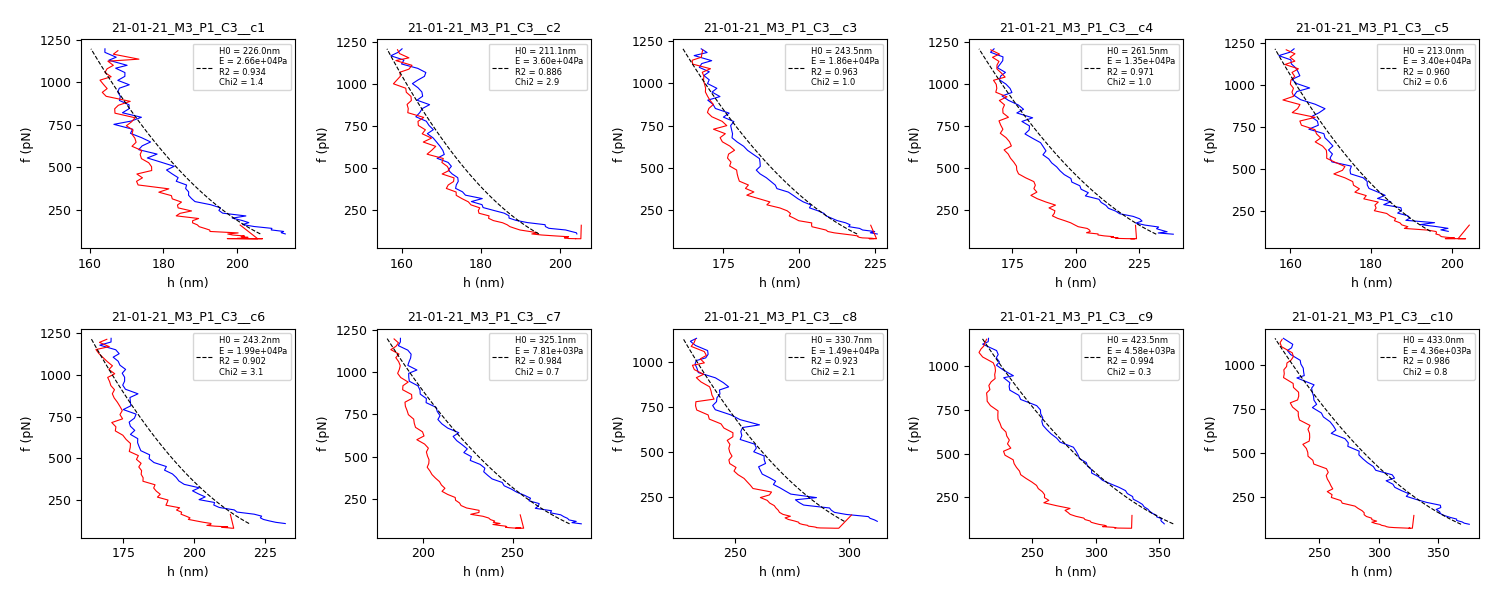 21-01-21_M3_P1_C3__c1
H0 = 226.0nm
E = 2.66e+04Pa
R2 = 0.934
Chi2 = 1.4
1250
1000
750
500
250
f (pN)
160 180 200
h (nm)
21-01-21_M3_P1_C3__c2
H0 = 211.1nm
E = 3.60e+04Pa
R2 = 0.886
Chi2 = 2.9
1250
1000
750
500
250
f (pN)
160 180 200
h (nm)
21-01-21_M3_P1_C3__c3
H0 = 243.5nm
E = 1.86e+04Pa
R2 = 0.963
Chi2 = 1.0
1250
1000
750
500
250
f (pN)
175 200 225
h (nm)
21-01-21_M3_P1_C3__c4
H0 = 261.5nm
E = 1.35e+04Pa
R2 = 0.971
Chi2 = 1.0
1250
1000
750
500
250
f (pN)
175 200 225
h (nm)
21-01-21_M3_P1_C3__c5
H0 = 213.0nm
E = 3.40e+04Pa
R2 = 0.960
Chi2 = 0.6
1250
1000
750
500
250
f (pN)
160 180 200
h (nm)
21-01-21_M3_P1_C3__c6
H0 = 243.2nm
E = 1.99e+04Pa
R2 = 0.902
Chi2 = 3.1
1250
1000
750
500
250
f (pN)
175 200 225
h (nm)
21-01-21_M3_P1_C3__c7
H0 = 325.1nm
E = 7.81e+03Pa
R2 = 0.984
Chi2 = 0.7
1250
1000
750
500
250
f (pN)
200 250
h (nm)
21-01-21_M3_P1_C3__c8
H0 = 330.7nm
E = 1.49e+04Pa
R2 = 0.923
Chi2 = 2.1
1000
750
500
250
f (pN)
250 300
h (nm)
21-01-21_M3_P1_C3__c9
H0 = 423.5nm
E = 4.58e+03Pa
R2 = 0.994
Chi2 = 0.3
1000
750
500
250
f (pN)
250 300 350
h (nm)
21-01-21_M3_P1_C3__c10
H0 = 433.0nm
E = 4.36e+03Pa
R2 = 0.986
Chi2 = 0.8
1000
750
500
250
f (pN)
250 300 350
h (nm)